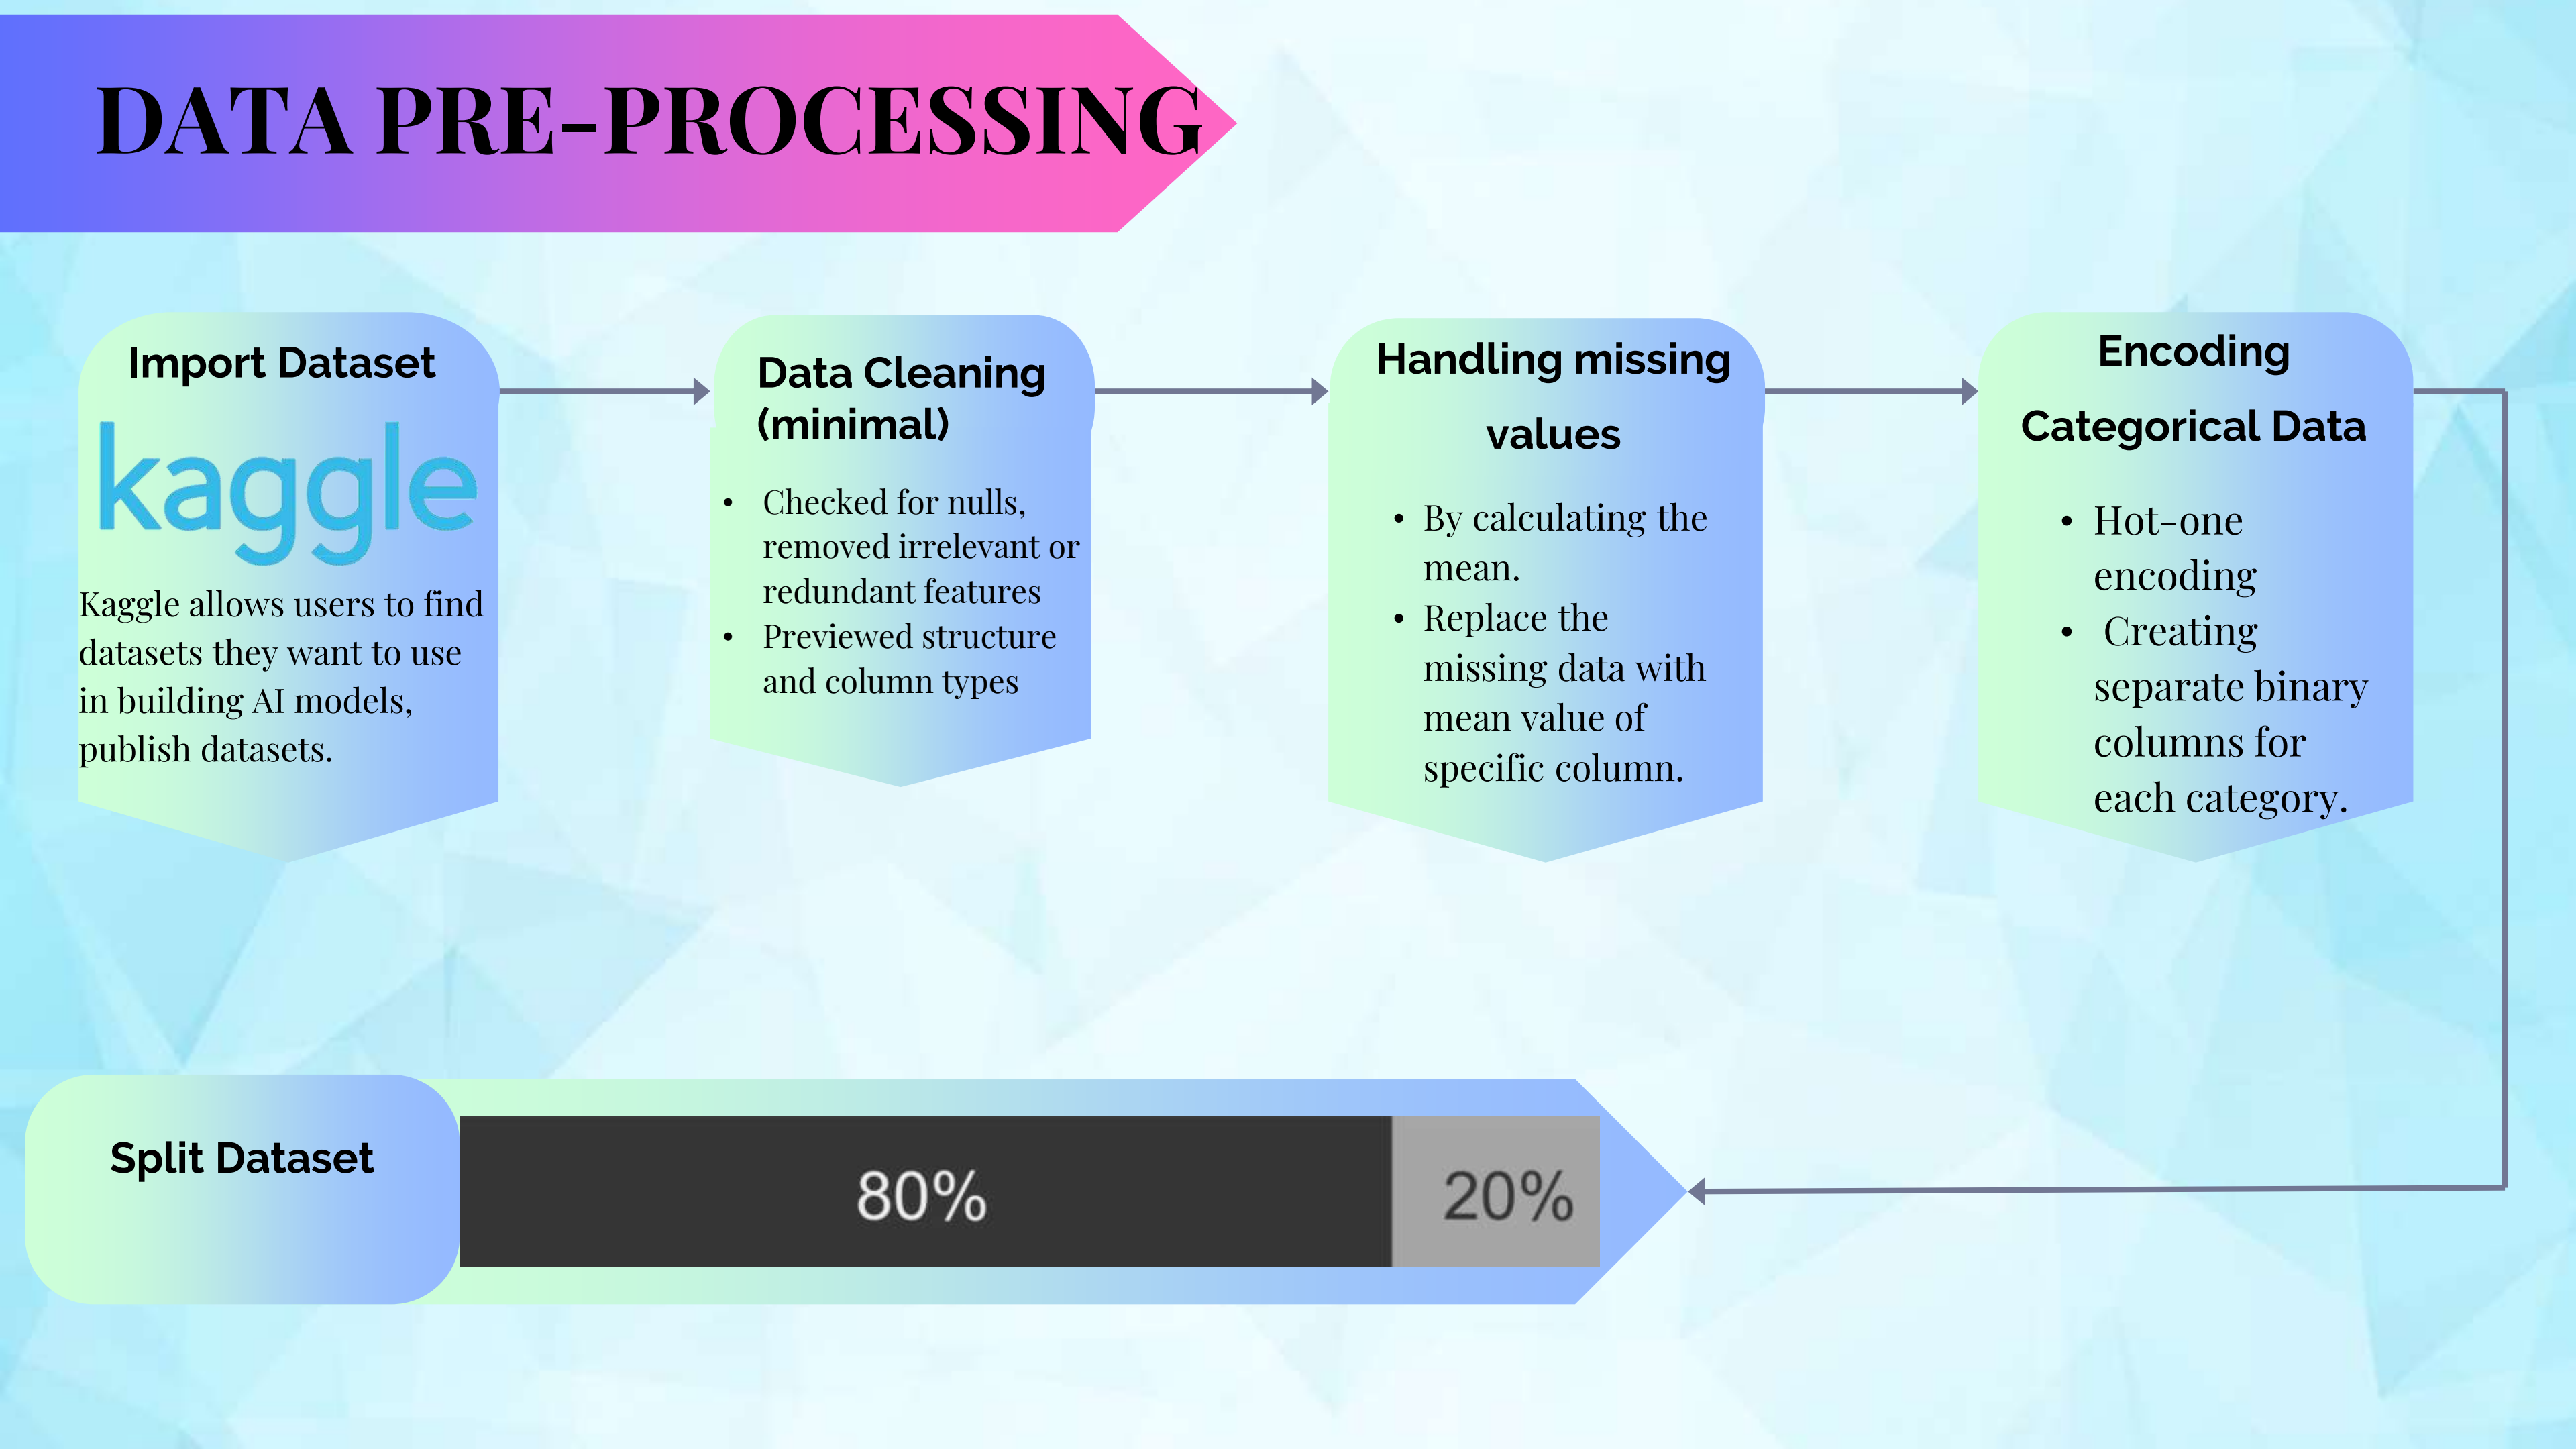 DATA PRE-PROCESSING
Import Dataset
kaggle
Kaggle allows users to find
datasets they want to use
in building AI models,
publish datasets.
Data Cleaning
(minimal)
• Checked for nulls,
removed irrelevant or
redundant features
• Previewed structure
and column types
Handling missing
values
• By calculating the
mean.
• Replace the
missing data with
mean value of
specific column.
Encoding
Categorical Data
• Hot-one
encoding
• Creating
separate binary
columns for
each category.
Split Dataset
80%
20%